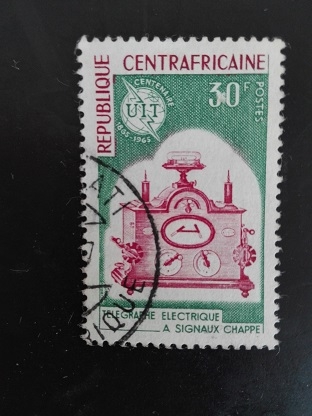 REPUBLIQUE CENTRAFRICAINE
CENTENAIRE
UIT
1865-1965
30F
POSTES
TELEGRAPHE ELECTRIQUE
A SIGNAUX CHAPPE